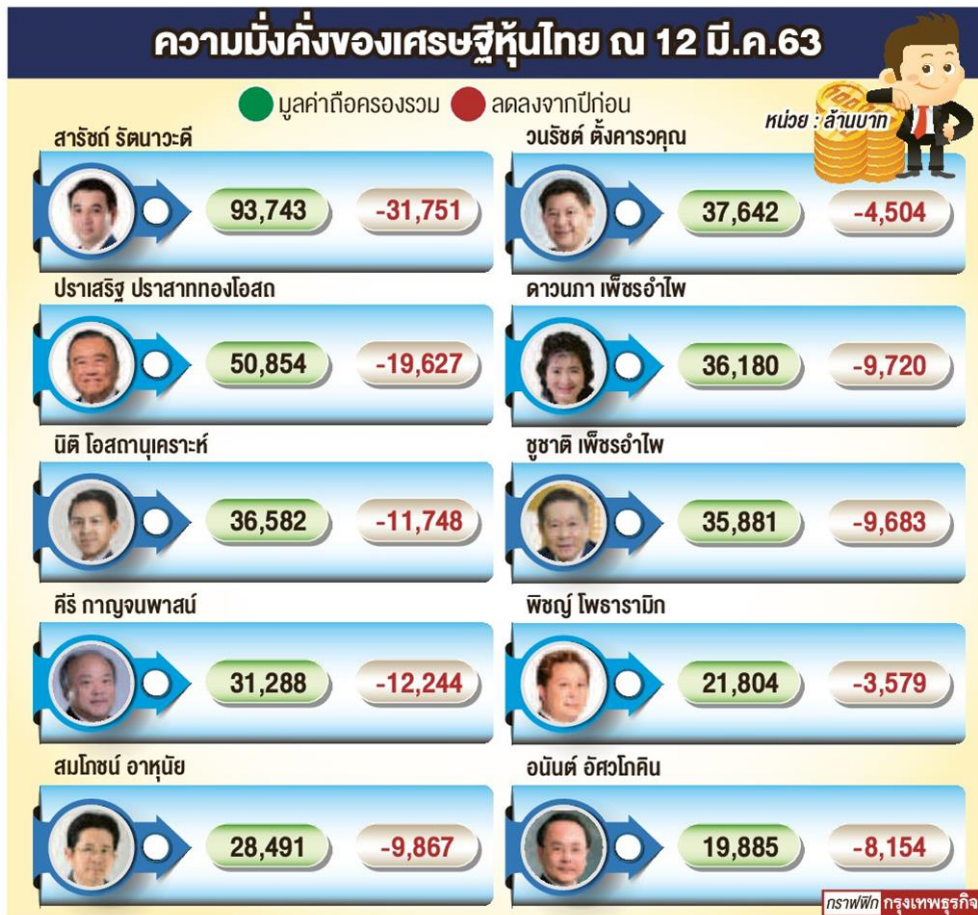 ความมั่งคั่งของเศรษฐีหุ้นไทย ณ 12 มี.ค.63
มูลค่าถือครองรวม ลดลงจากปีก่อน
หน่วย : ล้านบาท
สารัชถ์ รัตนาวะดี
93,743 -31,751
วนรัชต์ ตั้งคารวคุณ
37,642 -4,504
ปราเสริฐ ปราสาททองโอสถ
50,854 -19,627
ดาวนภา เพ็ชรอำไพ
36,180 -9,720
นิติ โอสถานุเคราะห์
36,582 -11,748
ชูชาติ เพ็ชรอำไพ
35,881 -9,683
คีรี กาญจนพาสน์
31,288 -12,244
พิชญ์ โพธารามิก
21,804 -3,579
สมโภชน์ อาหุนัย
28,491 -9,867
อนันต์ อัศวโภคิน
19,885 -8,154
กราฟฟิก กรุงเทพธุรกิจ